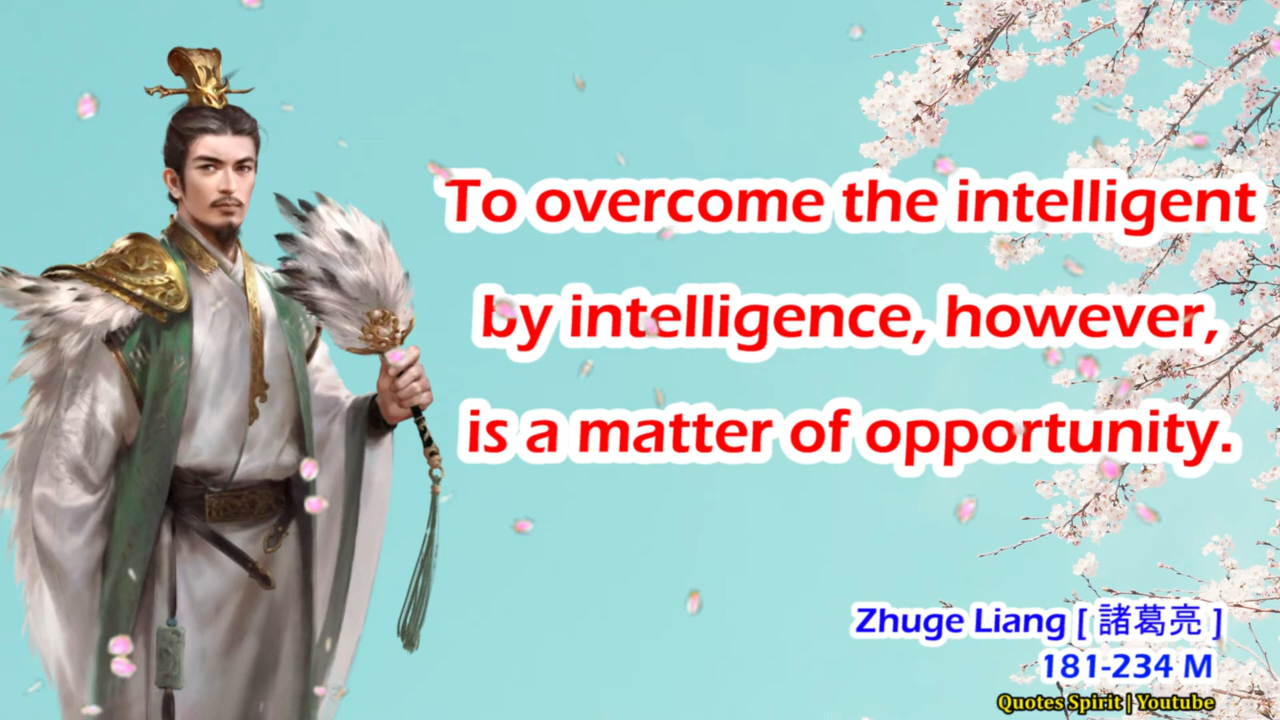 To overcome the intelligent
by intelligence, however,
is a matter of opportunity.
Zhuge Liang [ 諸葛亮 ]
181-234 M
Quotes Spirit | Youtube